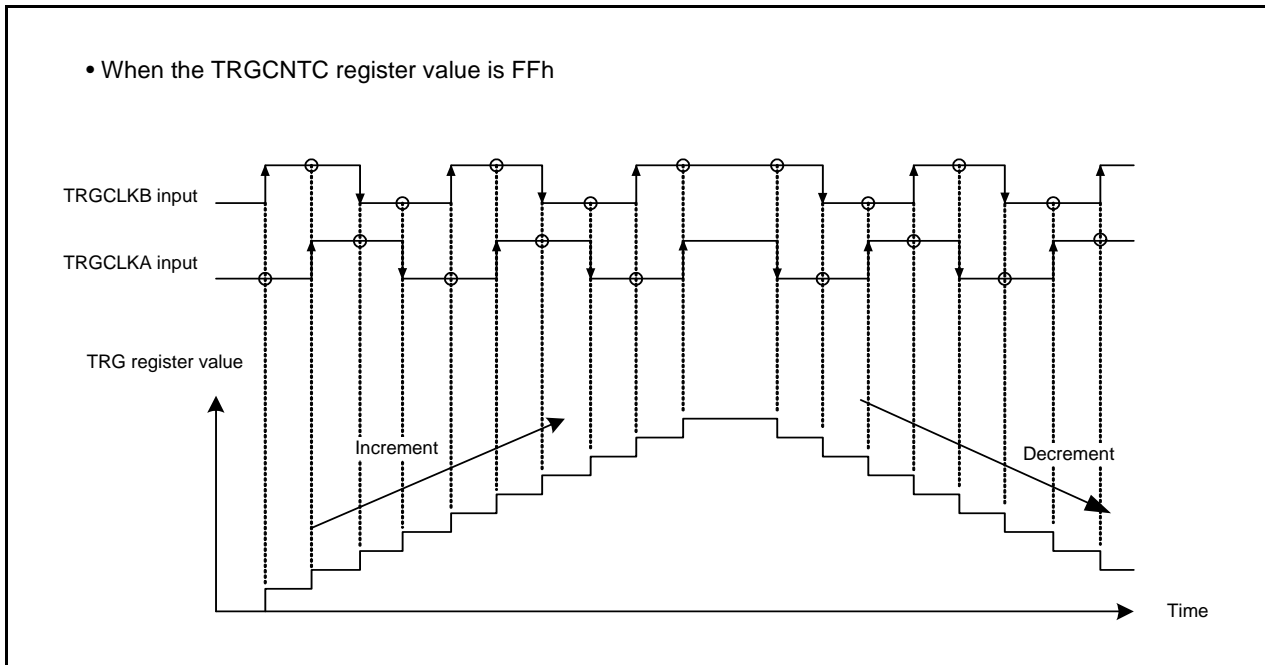 • When the TRGCNTC register value is FFh
TRGCLKB input
TRGCLKA input
TRG register value
Increment
Decrement
Time